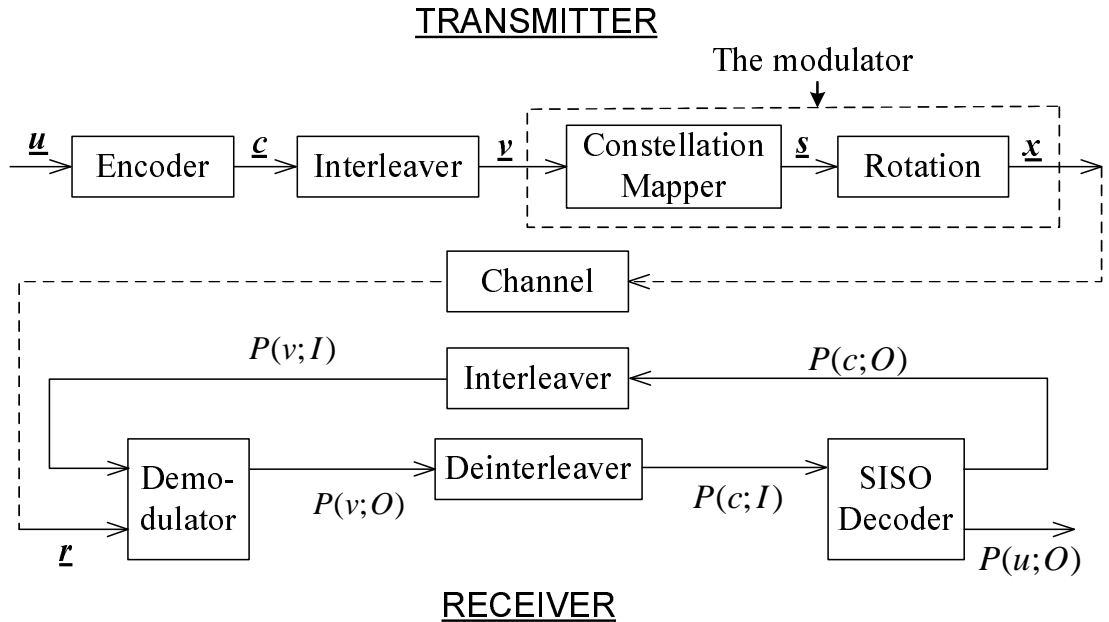 TRANSMITTER
The modulator
u
Encoder
c
Interleaver
v
Constellation
Mapper
s
Rotation
x
Channel
P(v;I)
Interleaver
P(c;O)
Demo-
dulator
P(v;O)
Deinterleaver
P(c;I)
SISO
Decoder
r
P(u;O)
RECEIVER